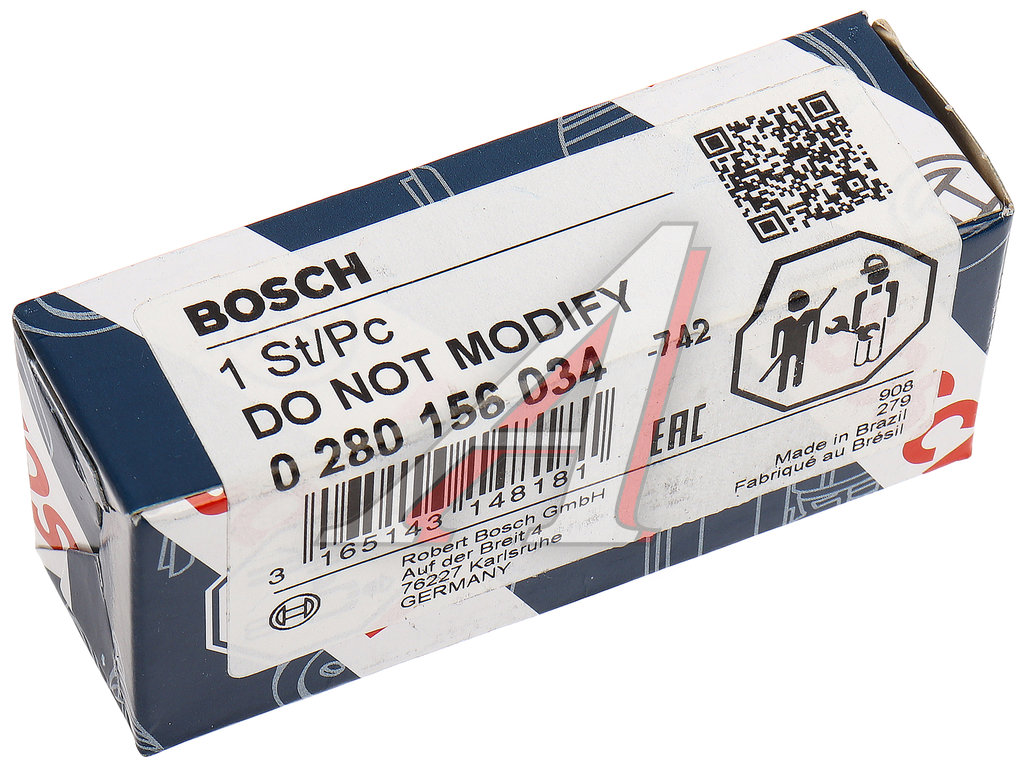 BOSCH
1 St/Pc
DO NOT MODIFY
0 280 156 034
742
3 165143 148181
EAC
Robert Bosch GmbH
Auf der Breit 4
76227 Karlsruhe
GERMANY
908
279
Made in Brazil
Fabriqué au Brésil